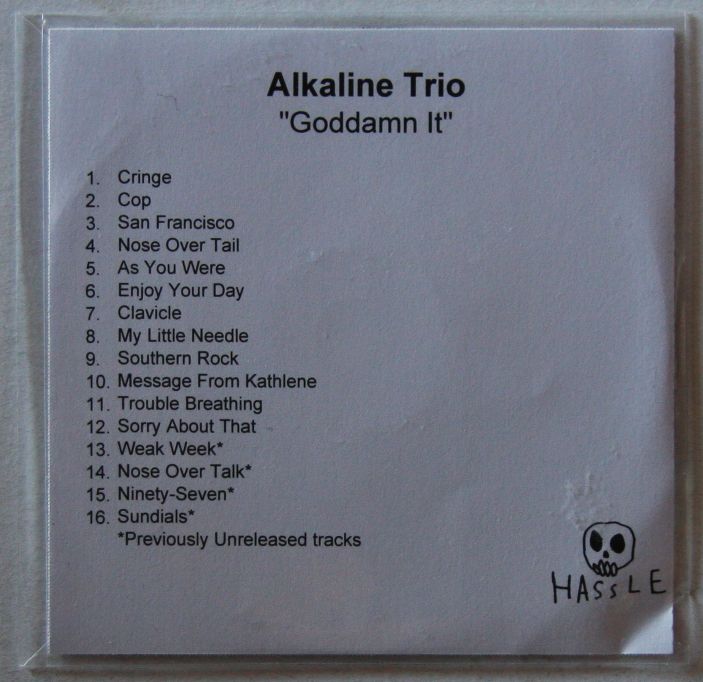 Alkaline Trio
"Goddamn It"
1. Cringe
2. Cop
3. San Francisco
4. Nose Over Tail
5. As You Were
6. Enjoy Your Day
7. Clavicle
8. My Little Needle
9. Southern Rock
10. Message From Kathlene
11. Trouble Breathing
12. Sorry About That
13. Weak Week*
14. Nose Over Talk*
15. Ninety-Seven*
16. Sundials*
*Previously Unreleased tracks
HASSLE